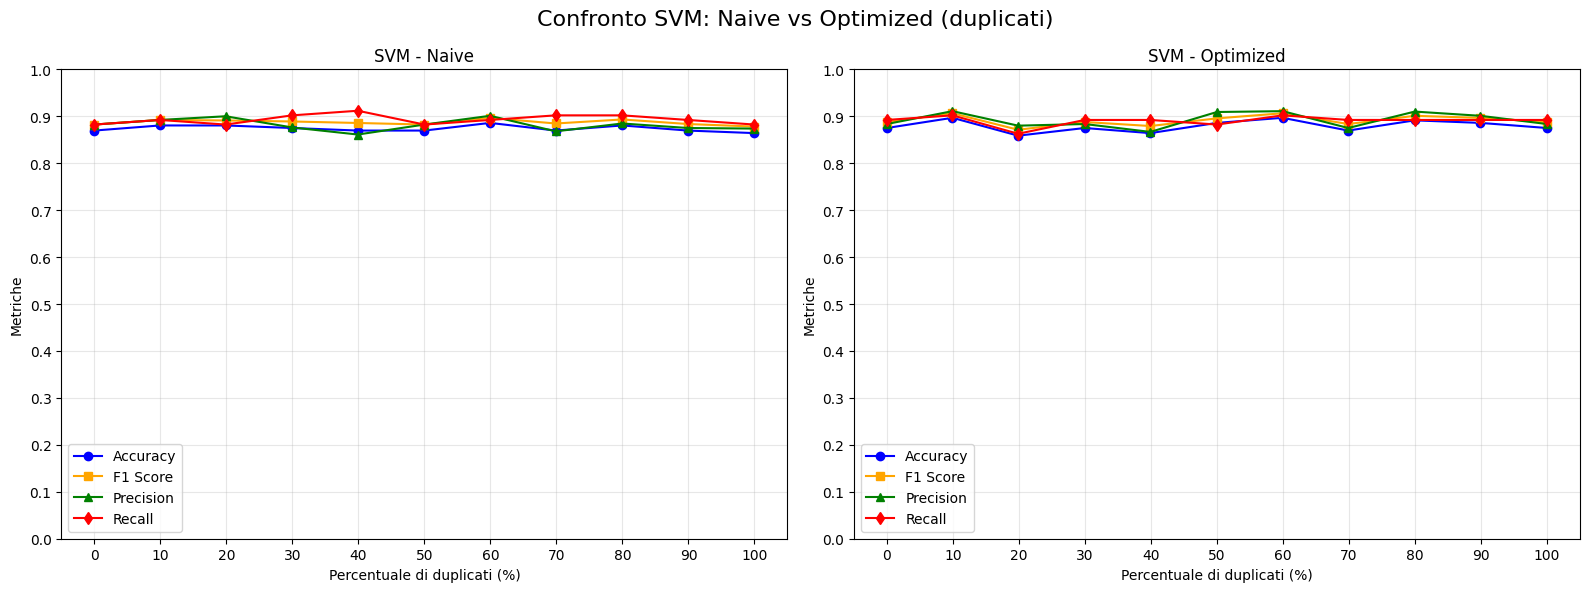 Confronto SVM: Naive vs Optimized (duplicati)
SVM - Naive
1.0
0.9
0.8
0.7
0.6
0.5
0.4
0.3
0.2
0.1
0.0
Metriche
Accuracy
F1 Score
Precision
Recall
0 10 20 30 40 50 60 70 80 90 100
Percentuale di duplicati (%)
SVM - Optimized
1.0
0.9
0.8
0.7
0.6
0.5
0.4
0.3
0.2
0.1
0.0
Metriche
Accuracy
F1 Score
Precision
Recall
0 10 20 30 40 50 60 70 80 90 100
Percentuale di duplicati (%)